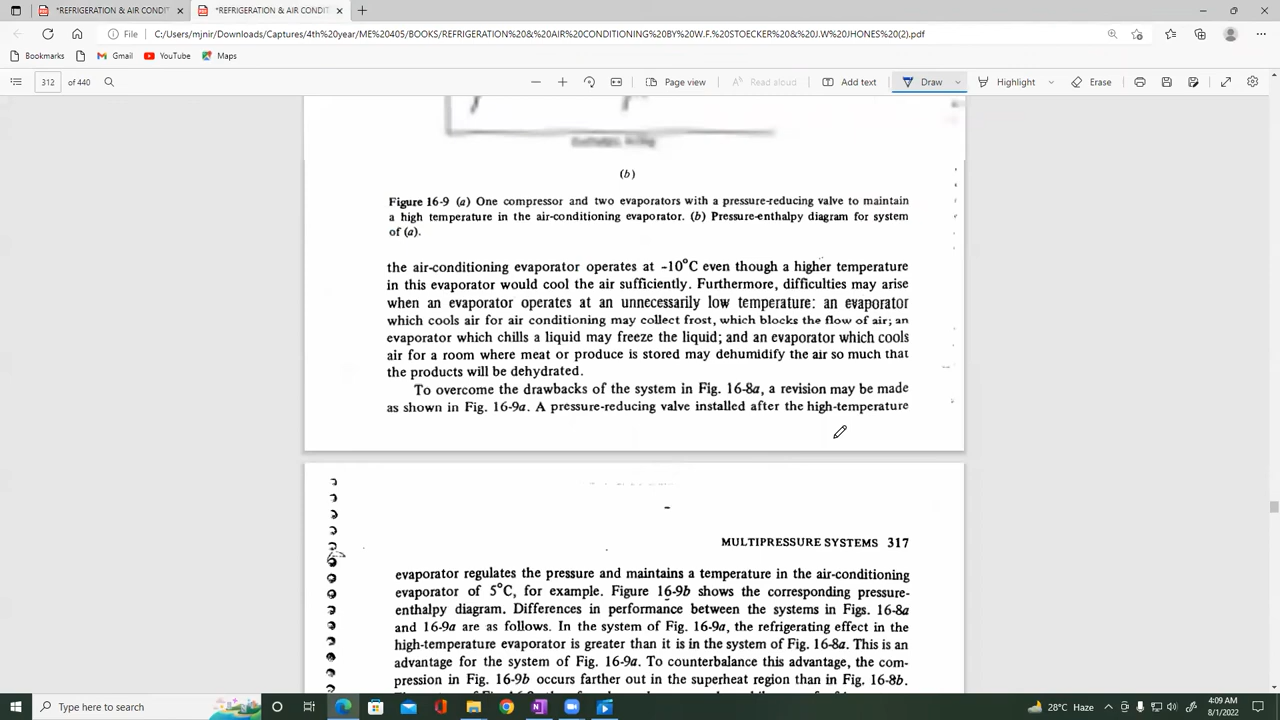 *REFRIGERATION & AIR CONDIT
*REFRIGERATION & AIR CONDIT
File C:/Users/mjnir/Downloads/Captures/4th year/ME%20405/BOOKS/REFRIGERATION %20&%20AIR%20CONDITIONING%20BY%20W.F.%20STOECKER%20&%20J.W%20JHONES%20(2).pdf
Bookmarks Gmail YouTube Maps
312 of 440 Page view Read aloud Add text Draw Highlight Erase
(b)
Figure 16-9 (a) One compressor and two evaporators with a pressure-reducing valve to maintain
a high temperature in the air-conditioning evaporator. (b) Pressure-enthalpy diagram for system
of (a).
the air-conditioning evaporator operates at -10°C even though a higher temperature
in this evaporator would cool the air sufficiently. Furthermore, difficulties may arise
when an evaporator operates at an unnecessarily low temperature: an evaporator
which cools air for air conditioning may collect frost, which blocks the flow of air; an
evaporator which chills a liquid may freeze the liquid; and an evaporator which cools
air for a room where meat or produce is stored may dehumidify the air so much that
the products will be dehydrated.
To overcome the drawbacks of the system in Fig. 16-8a, a revision may be made
as shown in Fig. 16-9a. A pressure-reducing valve installed after the high-temperature
MULTIPRESSURE SYSTEMS 317
evaporator regulates the pressure and maintains a temperature in the air-conditioning
evaporator of 5°C, for example. Figure 16-9b shows the corresponding pressure-
enthalpy diagram. Differences in performance between the systems in Figs. 16-8a
and 16-9a are as follows. In the system of Fig. 16-9a, the refrigerating effect in the
high-temperature evaporator is greater than it is in the system of Fig. 16-8a. This is an
advantage for the system of Fig. 16-9a. To counterbalance this advantage, the com-
pression in Fig. 16-9b occurs farther out in the superheat region than in Fig. 16-8b.
Type here to search
28°C Haze
4:09 AM
8/1/2022